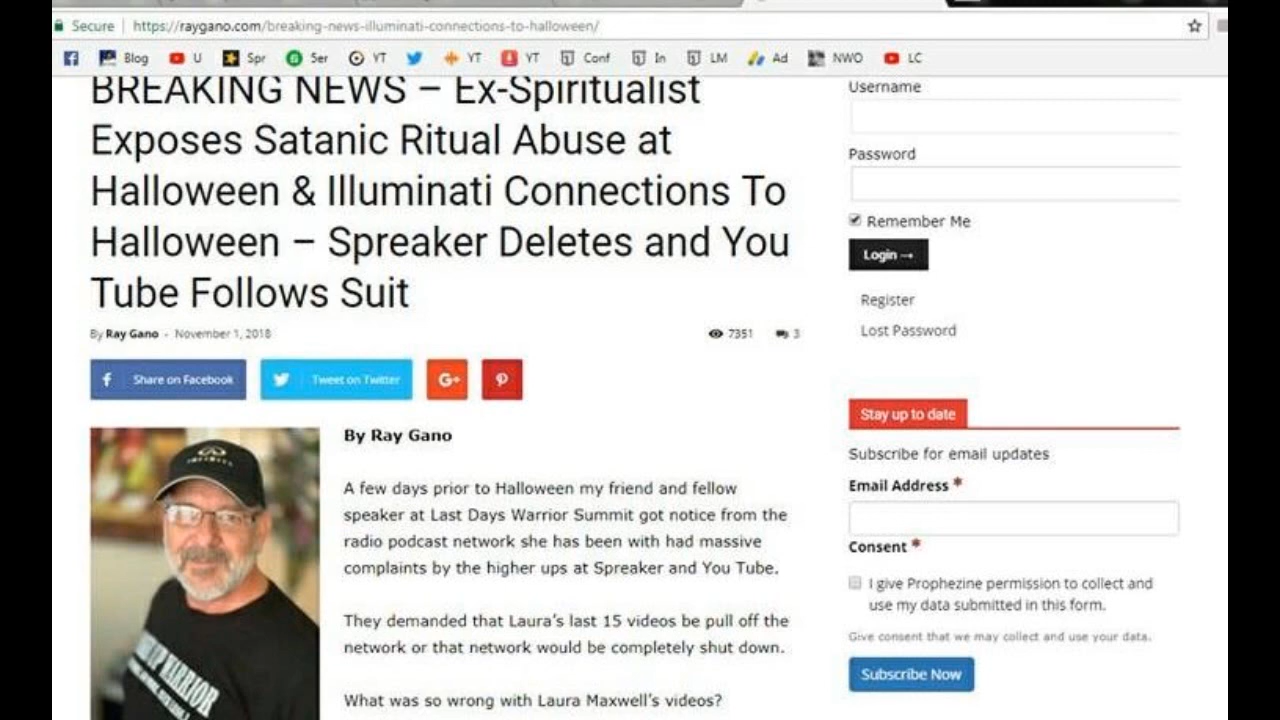 Secure | https://raygano.com/breaking-news-illuminati-connections-to-halloween/
Blog U Spr Ser YT YT YT Conf In LM Ad NWO LC
BREAKING NEWS – Ex-Spiritualist
Exposes Satanic Ritual Abuse at
Halloween & Illuminati Connections To
Halloween – Spreaker Deletes and You
Tube Follows Suit
By Ray Gano - November 1, 2018
7351 3
Share on Facebook
Tweet on Twitter
G+
By Ray Gano
A few days prior to Halloween my friend and fellow
speaker at Last Days Warrior Summit got notice from the
radio podcast network she has been with had massive
complaints by the higher ups at Spreaker and You Tube.
They demanded that Laura's last 15 videos be pull off the
network or that network would be completely shut down.
What was so wrong with Laura Maxwell's videos?
WARRIOR
Username
Password
Remember Me
Login →
Register
Lost Password
Stay up to date
Subscribe for email updates
Email Address *
Consent *
I give Prophezine permission to collect and
use my data submitted in this form.
Give consent that we may collect and use your data.
Subscribe Now